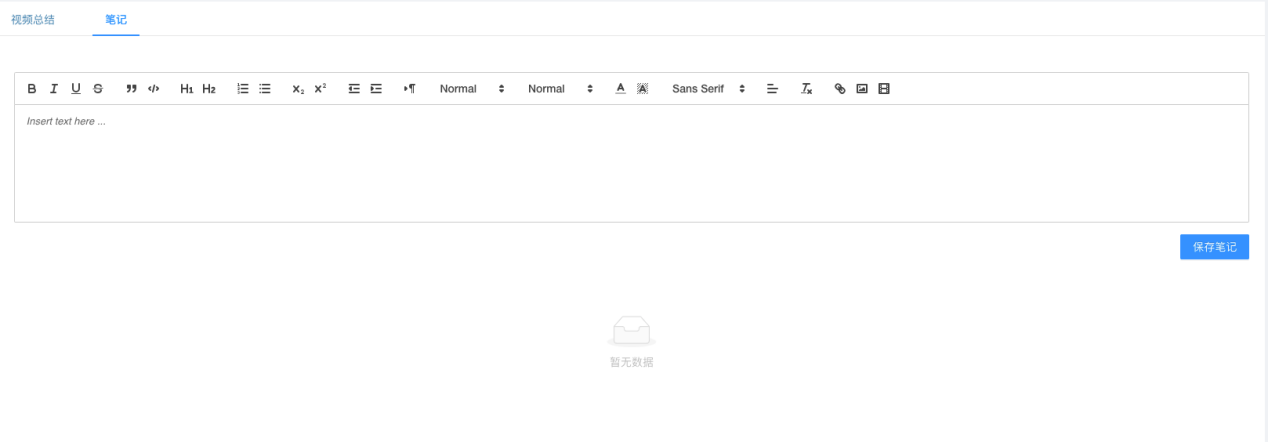 视频总结 笔记
B I U S H1 H2 X2 X2 Normal Normal A A Sans Serif Tx
Insert text here ...
保存笔记
暂无数据